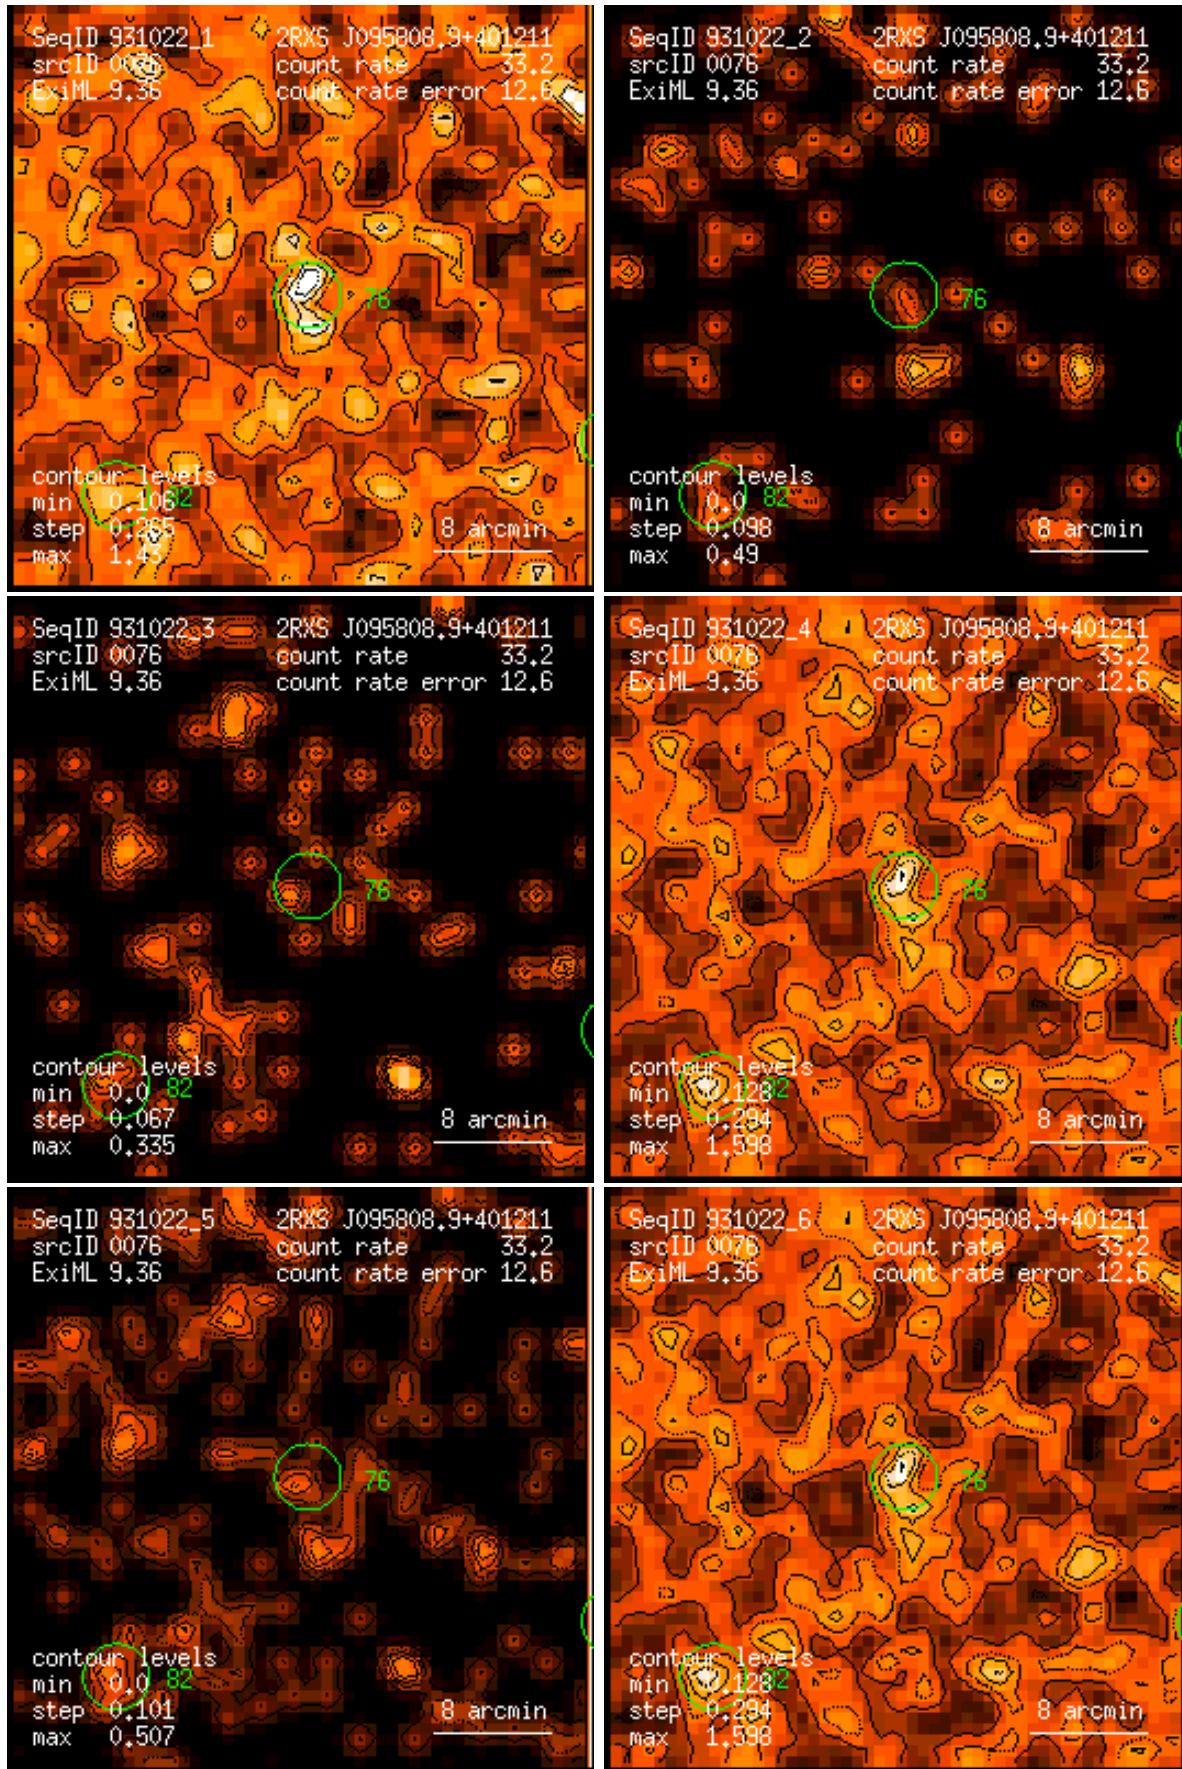 SeqID 931022_1 2RXS J095808.9+401211
srcID 0076 count rate 33.2
ExiML 9.36 count rate error 12.6
76
contour levels
min 0.106 82
step 0.265 8 arcmin
max 1.43
SeqID 931022_2 2RXS J095808.9+401211
srcID 0076 count rate 33.2
ExiML 9.36 count rate error 12.6
76
contour levels
min 0.0 82
step 0.098 8 arcmin
max 0.49
SeqID 931022_3 2RXS J095808.9+401211
srcID 0076 count rate 33.2
ExiML 9.36 count rate error 12.6
76
contour levels
min 0.0 82
step 0.067 8 arcmin
max 0.335
SeqID 931022_4 2RXS J095808.9+401211
srcID 0076 count rate 33.2
ExiML 9.36 count rate error 12.6
76
contour levels
min 0.128 82
step 0.294 8 arcmin
max 1.598
SeqID 931022_5 2RXS J095808.9+401211
srcID 0076 count rate 33.2
ExiML 9.36 count rate error 12.6
76
contour levels
min 0.0 82
step 0.101 8 arcmin
max 0.507
SeqID 931022_6 2RXS J095808.9+401211
srcID 0076 count rate 33.2
ExiML 9.36 count rate error 12.6
76
contour levels
min 0.128 82
step 0.294 8 arcmin
max 1.598